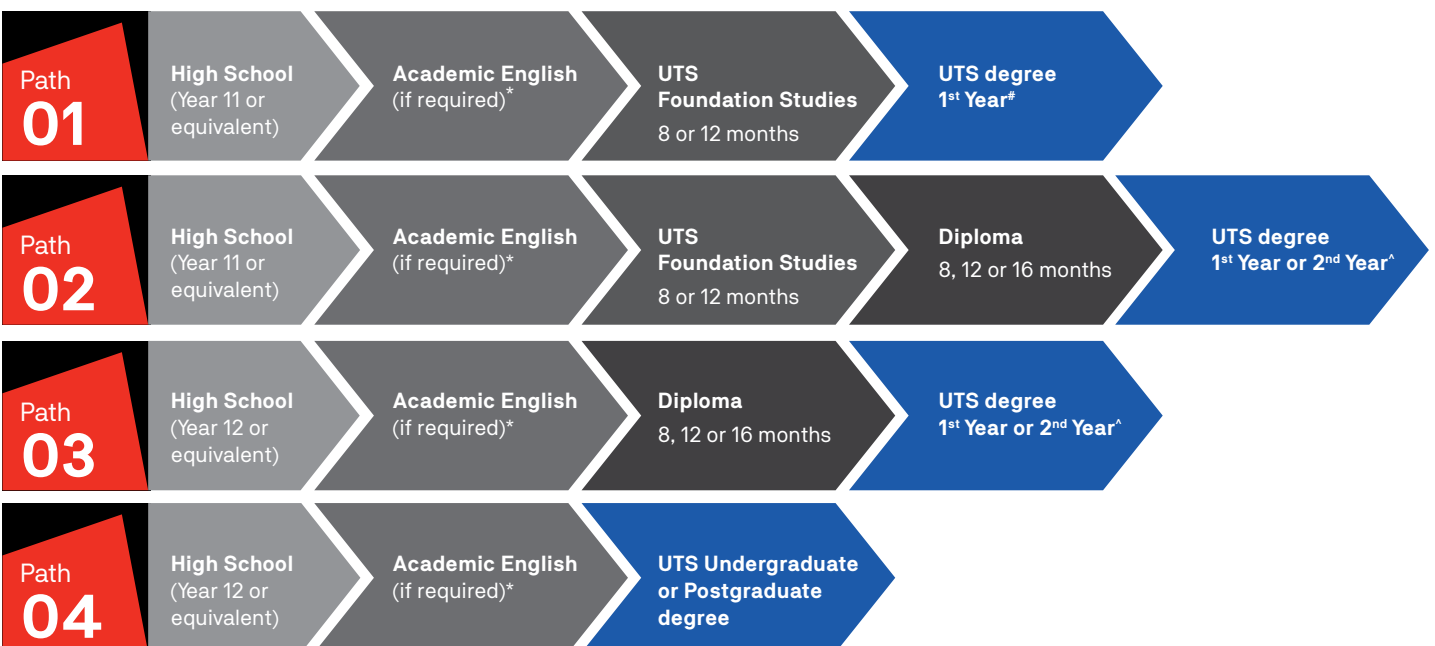 Path
01
High School
(Year 11 or
equivalent)
Academic English
(if required)*
UTS
Foundation Studies
8 or 12 months
UTS degree
1st Year#
Path
02
High School
(Year 11 or
equivalent)
Academic English
(if required)*
UTS
Foundation Studies
8 or 12 months
Diploma
8, 12 or 16 months
UTS degree
1st Year or 2nd Year^
Path
03
High School
(Year 12 or
equivalent)
Academic English
(if required)*
Diploma
8, 12 or 16 months
UTS degree
1st Year or 2nd Year^
Path
04
High School
(Year 12 or
equivalent)
Academic English
(if required)*
UTS Undergraduate
or Postgraduate
degree